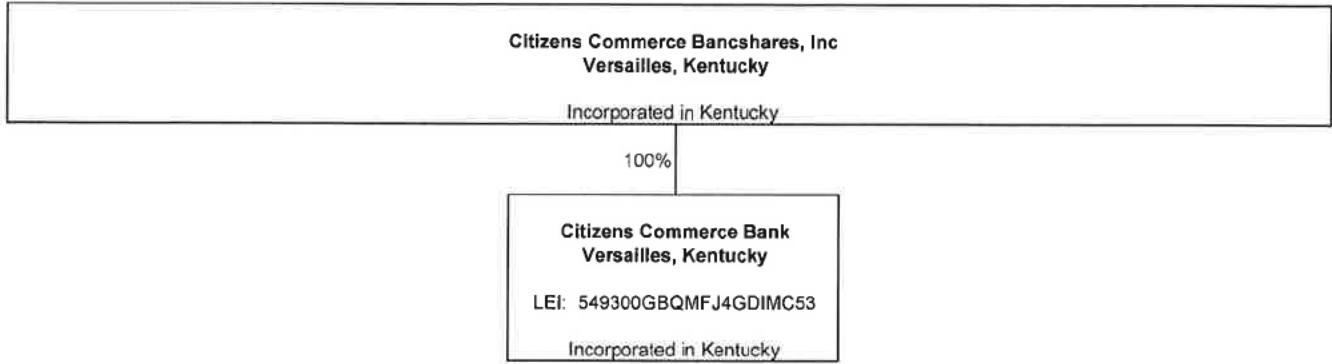 Citizens Commerce Bancshares, Inc
Versailles, Kentucky
Incorporated in Kentucky
100%
Citizens Commerce Bank
Versailles, Kentucky
LEI: 549300GBQMFJ4GDIMC53
Incorporated in Kentucky